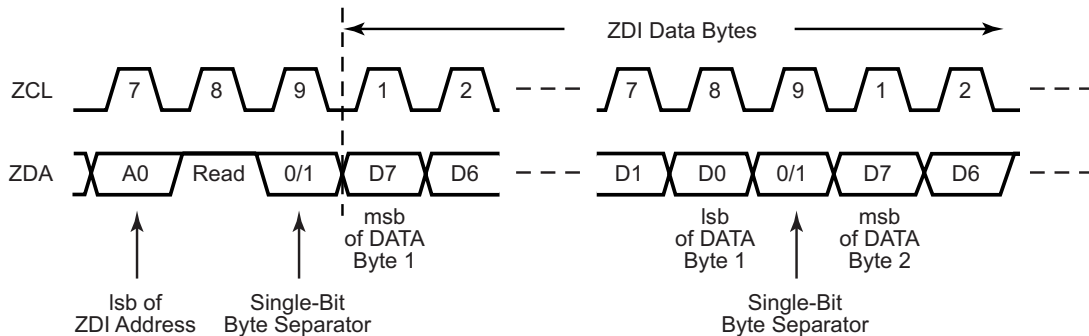 ZDI Data Bytes
ZCL 7 8 9 1 2 7 8 9 1 2
ZDA A0 Read 0/1 D7 D6 D1 D0 0/1 D7 D6
msb
of DATA
Byte 1
lsb
of DATA
Byte 1
msb
of DATA
Byte 2
lsb of
ZDI Address
Single-Bit
Byte Separator
Single-Bit
Byte Separator